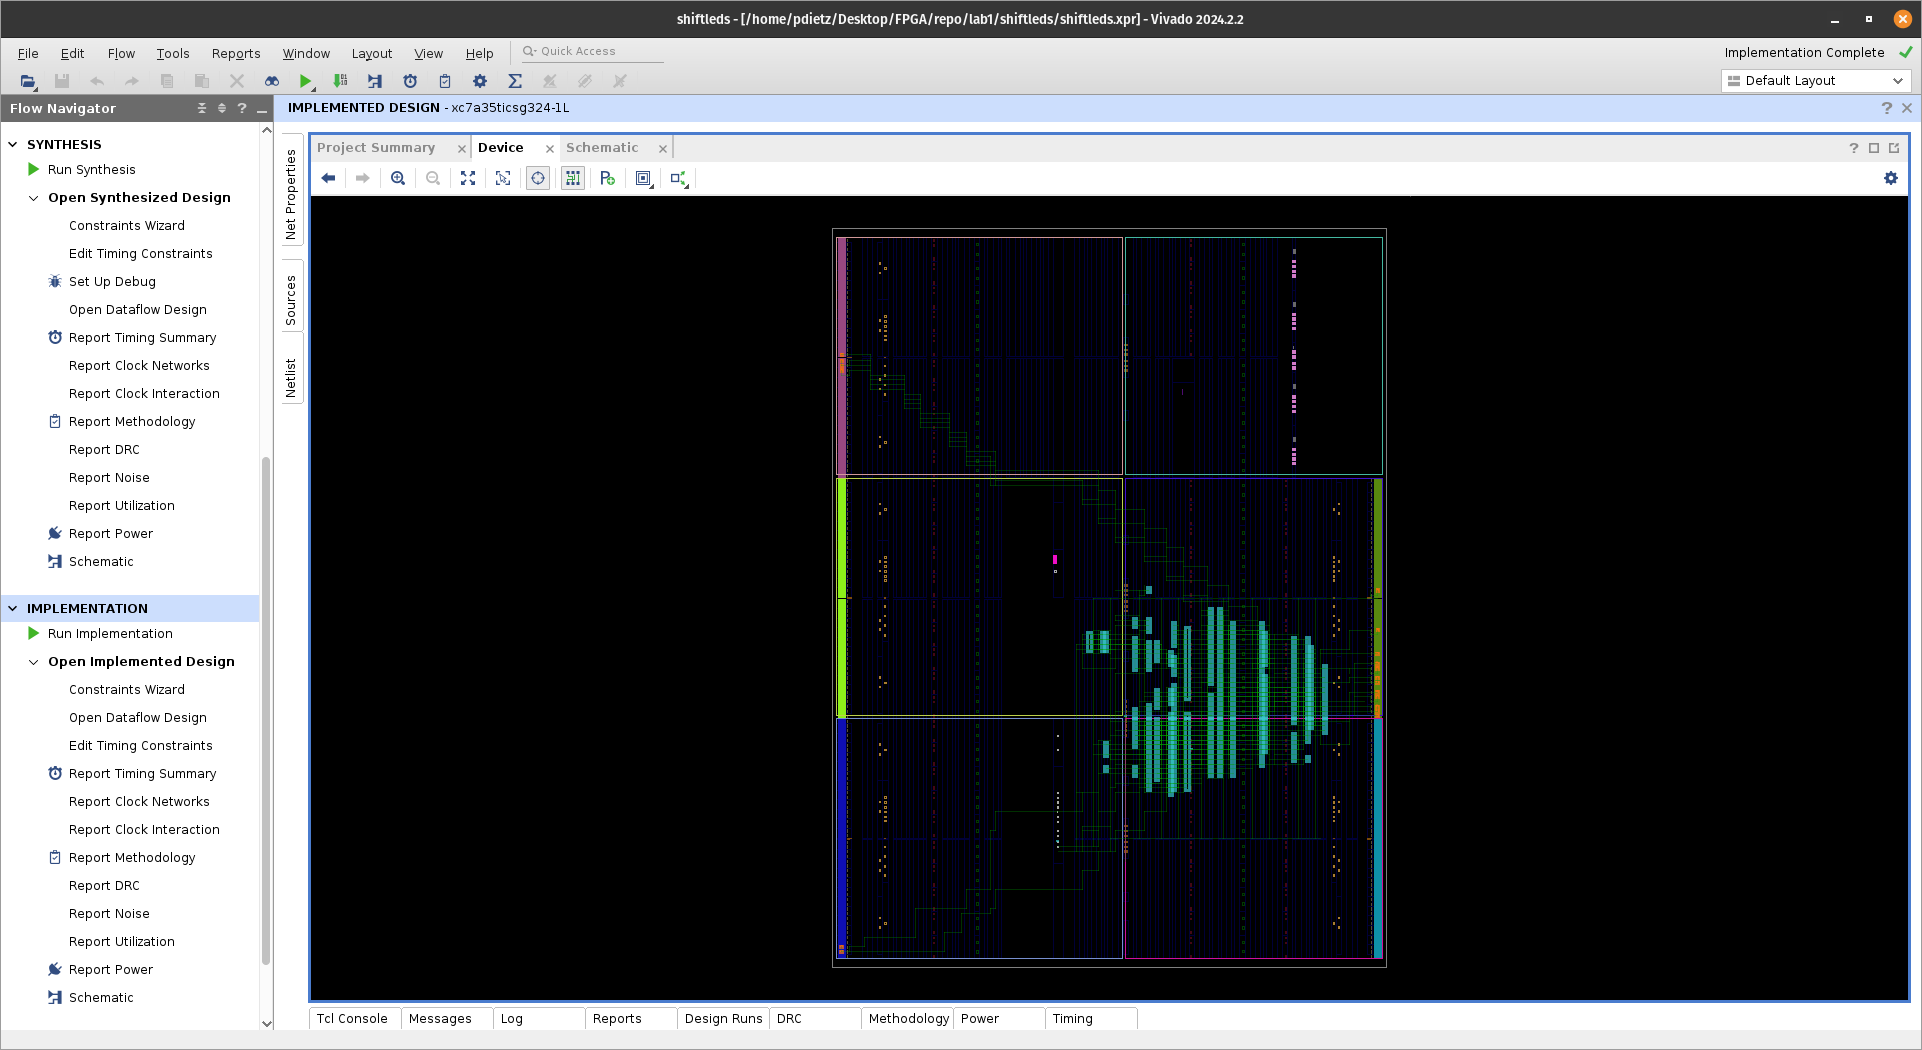 shiftleds - [/home/pdietz/Desktop/FPGA/repo/lab1/shiftleds/shiftleds.xpr] - Vivado 2024.2.2
File Edit Flow Tools Reports Window Layout View Help Quick Access
Implementation Complete
Default Layout
Flow Navigator
IMPLEMENTED DESIGN - xc7a35ticsg324-1L
SYNTHESIS
Run Synthesis
Open Synthesized Design
Constraints Wizard
Edit Timing Constraints
Set Up Debug
Open Dataflow Design
Report Timing Summary
Report Clock Networks
Report Clock Interaction
Report Methodology
Report DRC
Report Noise
Report Utilization
Report Power
Schematic
IMPLEMENTATION
Run Implementation
Open Implemented Design
Constraints Wizard
Open Dataflow Design
Edit Timing Constraints
Report Timing Summary
Report Clock Networks
Report Clock Interaction
Report Methodology
Report DRC
Report Noise
Report Utilization
Report Power
Schematic
Net Properties
Sources
Netlist
Project Summary Device Schematic
Tcl Console Messages Log Reports Design Runs DRC Methodology Power Timing